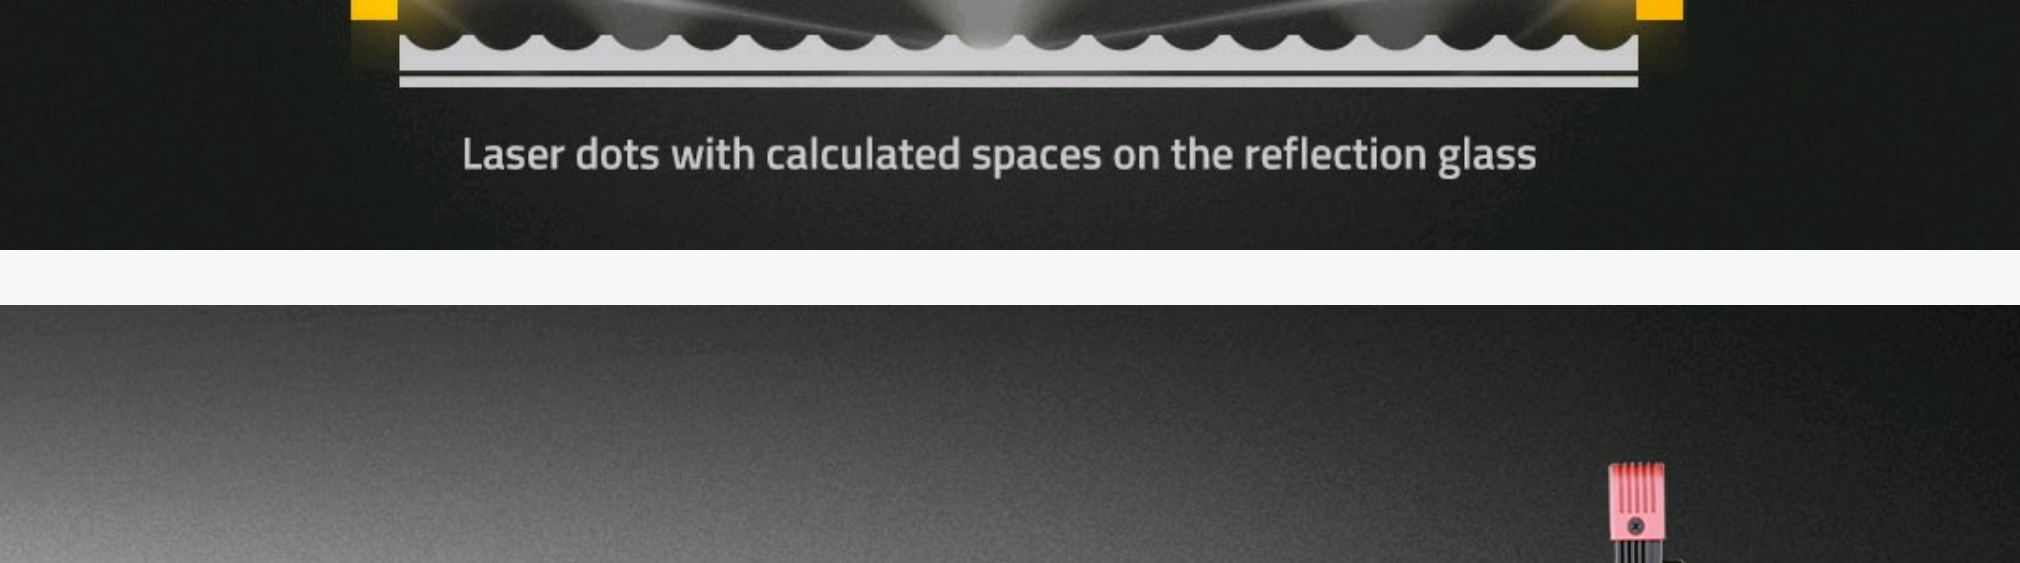 Laser dots with calculated spaces on the reflection glass